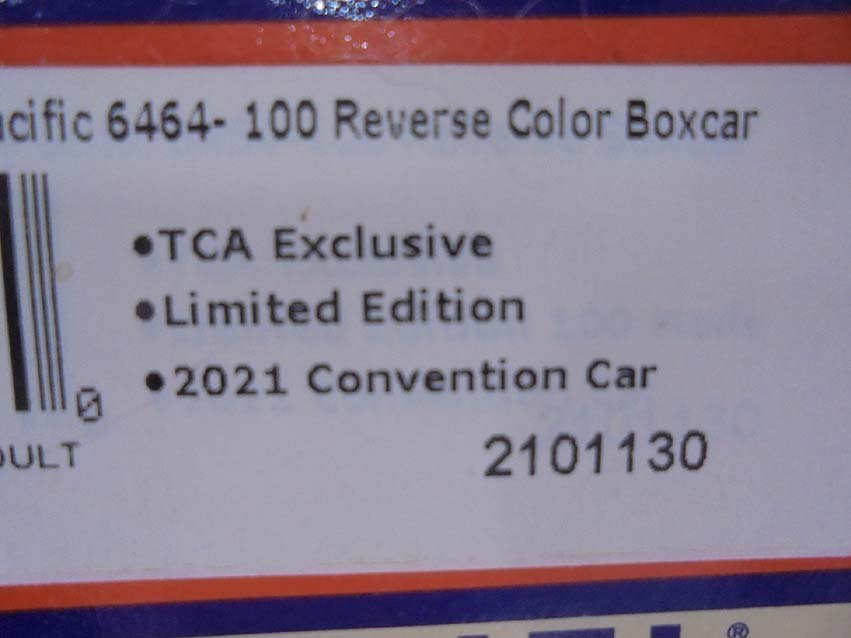 cific 6464- 100 Reverse Color Boxcar
•TCA Exclusive
•Limited Edition
•2021 Convention Car
0
ULT
2101130
®